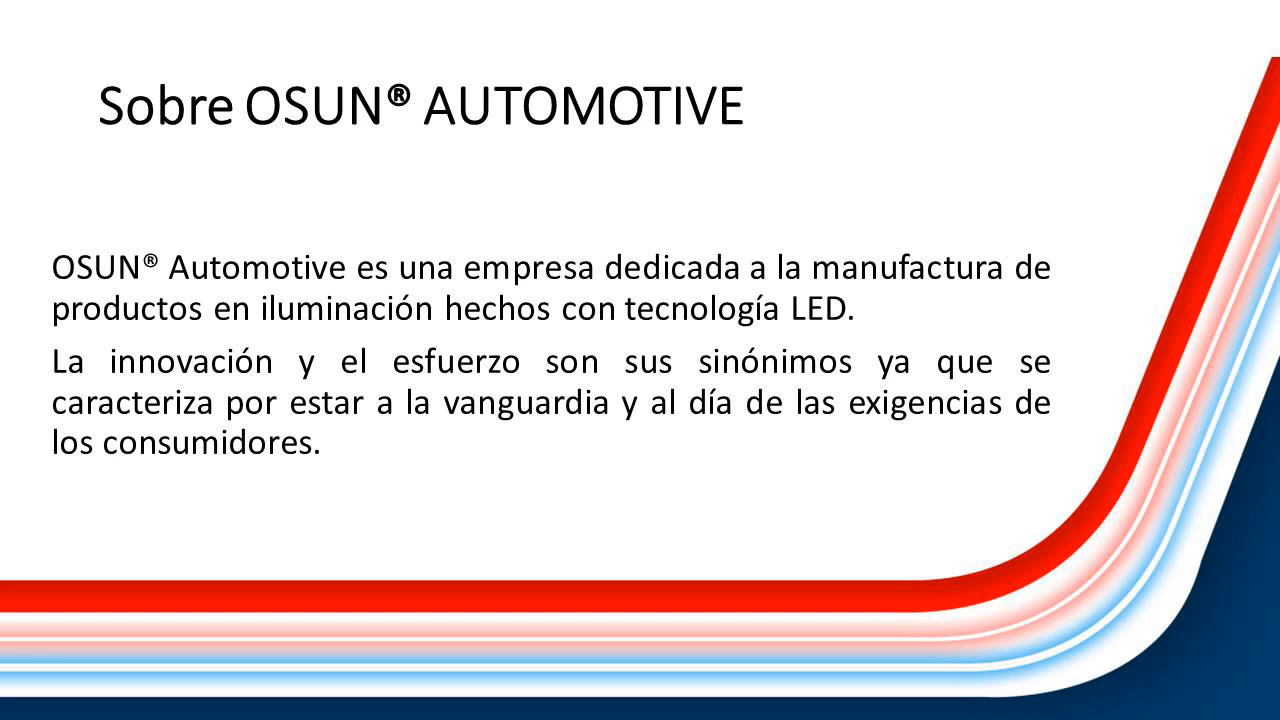 Sobre OSUN® AUTOMOTIVE
OSUN® Automotive es una empresa dedicada a la manufactura de
productos en iluminación hechos con tecnología LED.
La innovación y el esfuerzo son sus sinónimos ya que se
caracteriza por estar a la vanguardia y al día de las exigencias de
los consumidores.